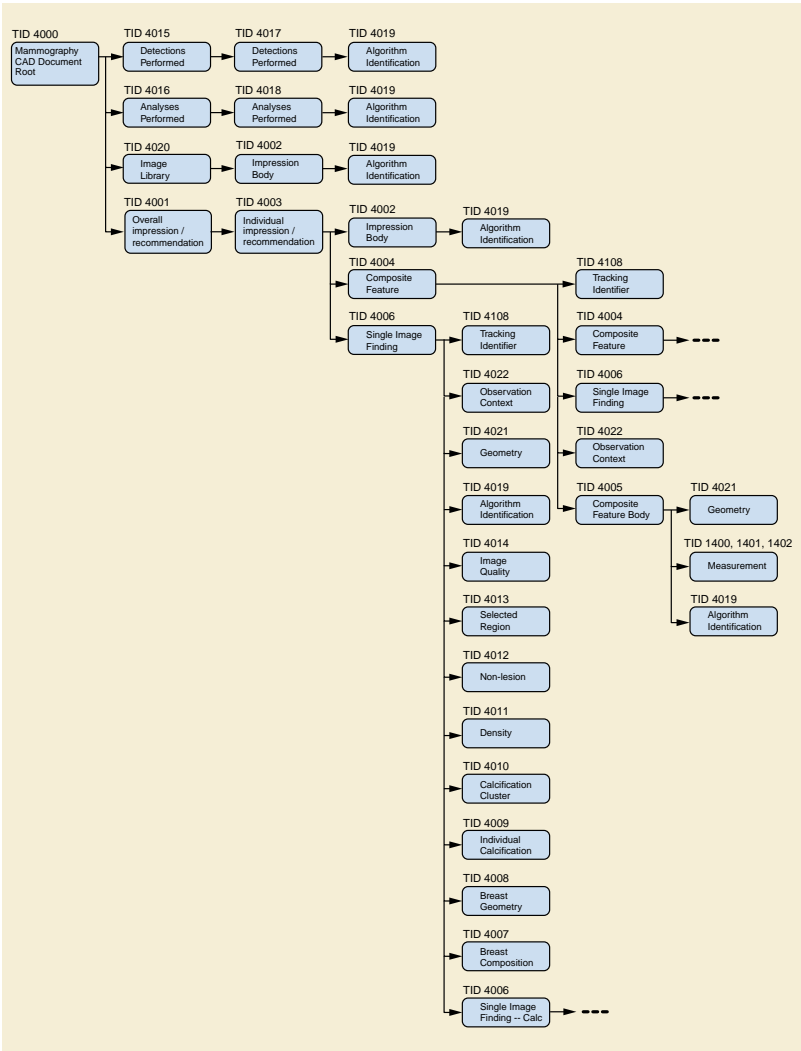 TID 4000
Mammography
CAD Document
Root
TID 4015
Detections
Performed
TID 4017
Detections
Performed
TID 4019
Algorithm
Identification
TID 4016
Analyses
Performed
TID 4018
Analyses
Performed
TID 4019
Algorithm
Identification
TID 4020
Image
Library
TID 4002
Impression
Body
TID 4019
Algorithm
Identification
TID 4001
Overall
impression /
recommendation
TID 4003
Individual
impression /
recommendation
TID 4002
Impression
Body
TID 4019
Algorithm
Identification
TID 4004
Composite
Feature
TID 4108
Tracking
Identifier
TID 4006
Single Image
Finding
TID 4108
Tracking
Identifier
TID 4004
Composite
Feature
TID 4022
Observation
Context
TID 4006
Single Image
Finding
TID 4021
Geometry
TID 4022
Observation
Context
TID 4019
Algorithm
Identification
TID 4005
Composite
Feature Body
TID 4021
Geometry
TID 4014
Image
Quality
TID 1400, 1401, 1402
Measurement
TID 4013
Selected
Region
TID 4019
Algorithm
Identification
TID 4012
Non-lesion
TID 4011
Density
TID 4010
Calcification
Cluster
TID 4009
Individual
Calcification
TID 4008
Breast
Geometry
TID 4007
Breast
Composition
TID 4006
Single Image
Finding -- Calc